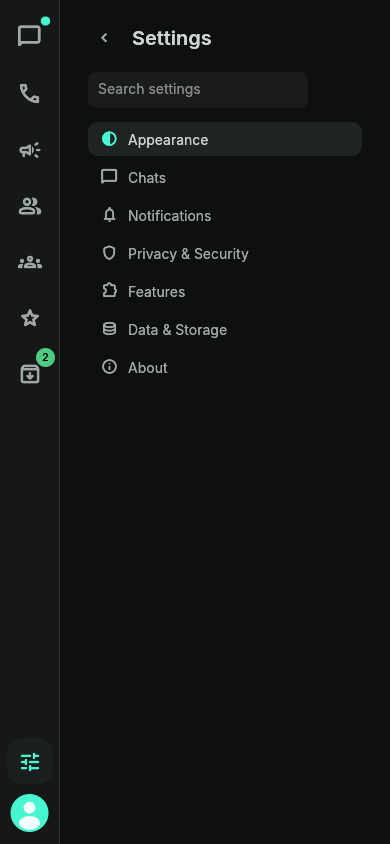 Settings
Search settings
Appearance
Chats
Notifications
Privacy & Security
Features
Data & Storage
About
2